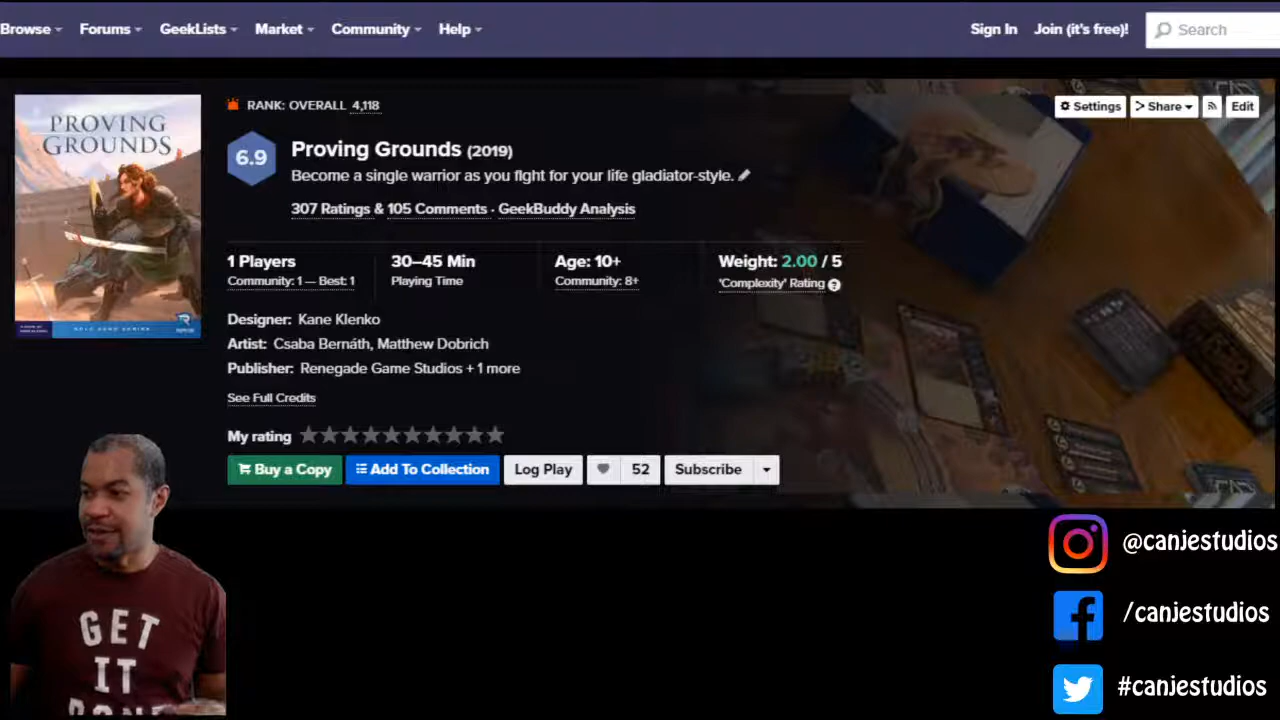 Browse Forums GeekLists Market Community Help Sign In Join (it's free)! Search
PROVING
GROUNDS
RANK: OVERALL 4,118
Settings Share Edit
6.9
Proving Grounds (2019)
Become a single warrior as you fight for your life gladiator-style.
307 Ratings & 105 Comments · GeekBuddy Analysis
1 Players 30–45 Min Age: 10+ Weight: 2.00 / 5
Community: 1 — Best: 1 Playing Time Community: 8+ 'Complexity' Rating ?
Designer: Kane Klenko
Artist: Csaba Bernáth, Matthew Dobrich
Publisher: Renegade Game Studios + 1 more
See Full Credits
My rating
Buy a Copy Add To Collection Log Play 52 Subscribe
GET
IT
DONE
@canjestudios
/canjestudios
#canjestudios